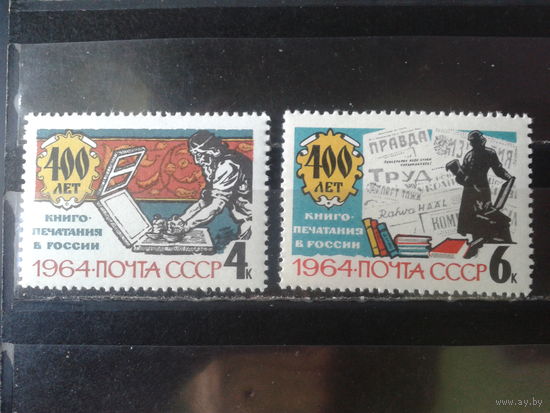 400
ЛЕТ
КНИГО-
ПЕЧАТАНИЯ
В РОССИИ
1964·ПОЧТА СССР 4к
400
ЛЕТ
КНИГО-
ПЕЧАТАНИЯ
В РОССИИ
ПРАВДА
ТРУД
Rahva HÄÄL
1964·ПОЧТА СССР 6к
www.ay.by